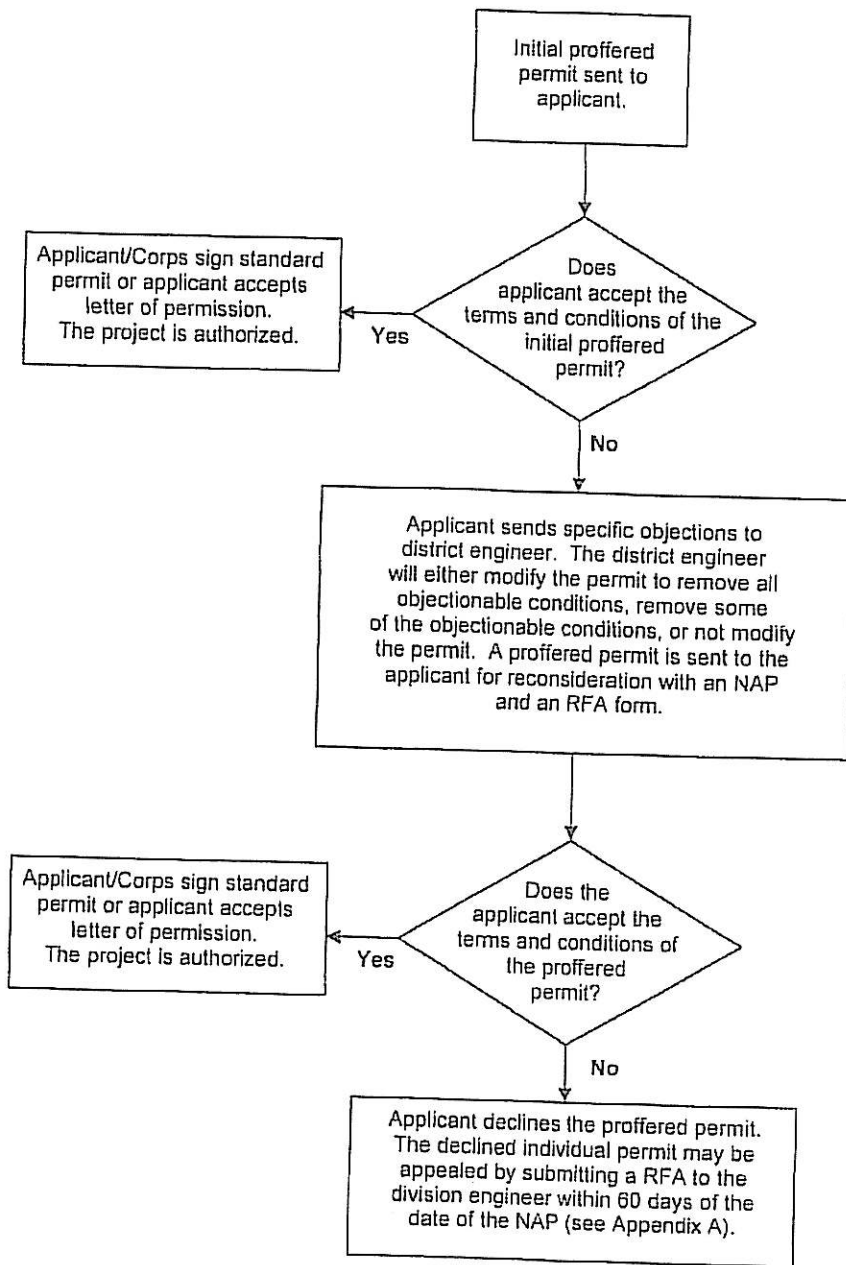 Initial proffered
permit sent to
applicant.
Applicant/Corps sign standard
permit or applicant accepts
letter of permission.
The project is authorized.
Yes
Does
applicant accept the
terms and conditions of the
initial proffered
permit?
No
Applicant sends specific objections to
district engineer. The district engineer
will either modify the permit to remove all
objectionable conditions, remove some
of the objectionable conditions, or not modify
the permit. A proffered permit is sent to the
applicant for reconsideration with an NAP
and an RFA form.
Applicant/Corps sign standard
permit or applicant accepts
letter of permission.
The project is authorized.
Yes
Does the
applicant accept the
terms and conditions of
the proffered
permit?
No
Applicant declines the proffered permit.
The declined individual permit may be
appealed by submitting a RFA to the
division engineer within 60 days of the
date of the NAP (see Appendix A).